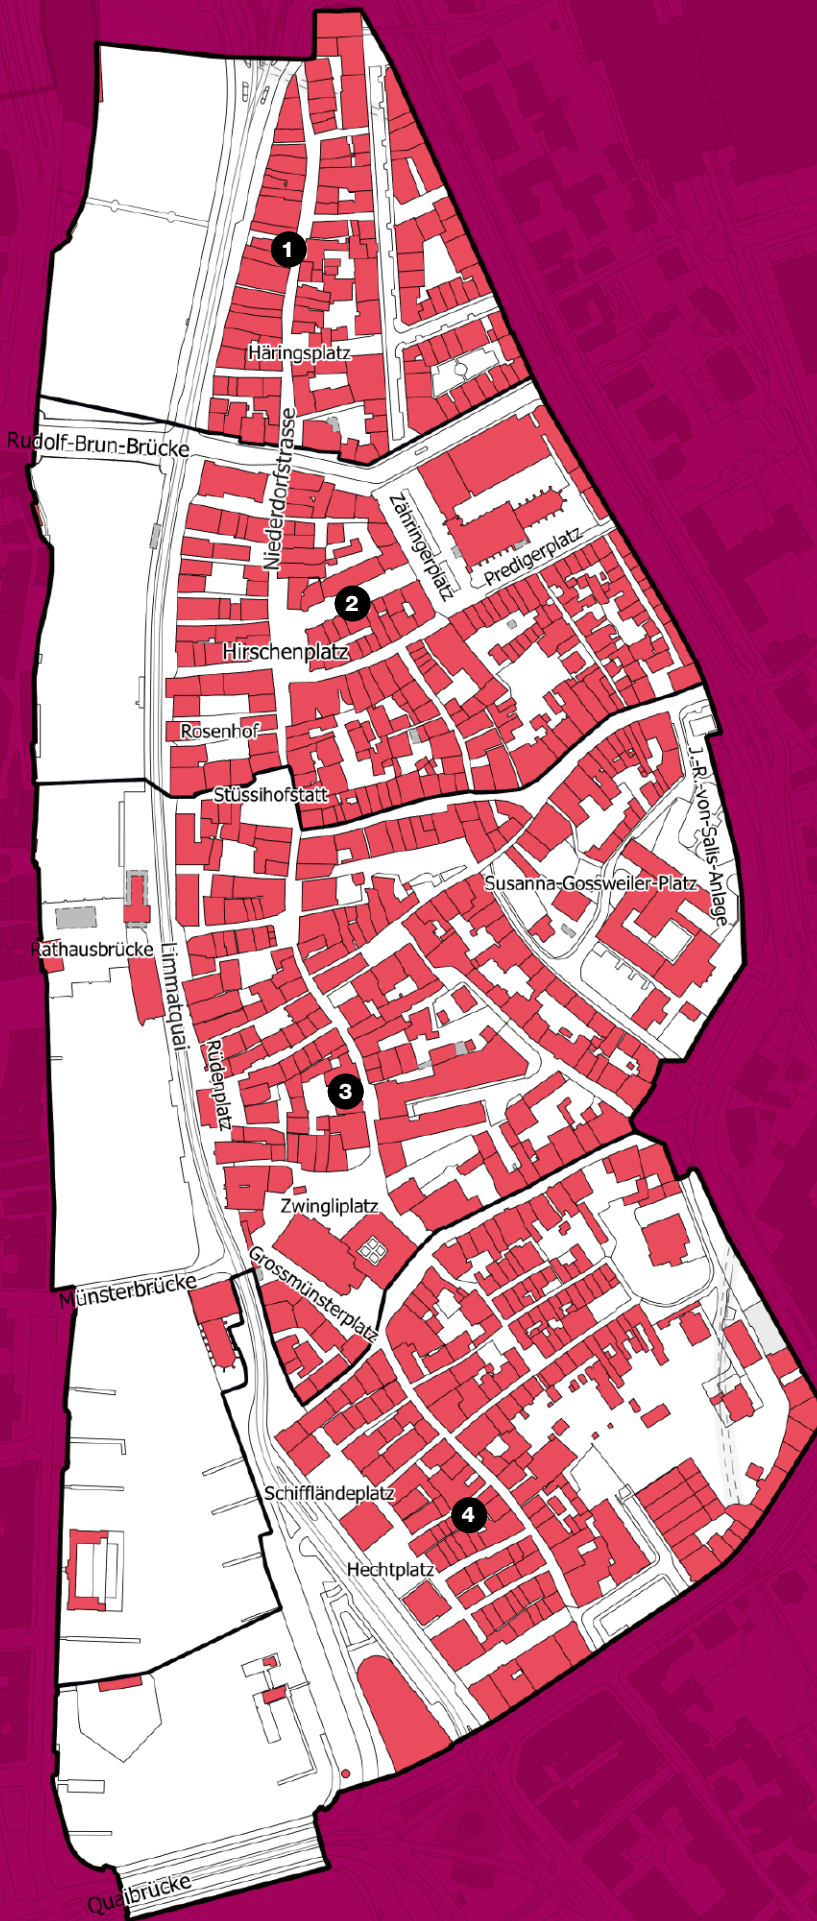 1
Häringsplatz
Rudolf-Brun-Brücke
Niederdorfstrasse
Zähringerplatz
Predigerplatz
2
Hirschenplatz
Rosenhof
Stüssihofstatt
J.-R.-von-Salis-Anlage
Susanna-Gossweiler-Platz
Rathausbrücke
Limmatquai
Rüdenplatz
3
Zwingliplatz
Grossmünsterplatz
Münsterbrücke
Schiffländeplatz
4
Hechtplatz
Quaibrücke